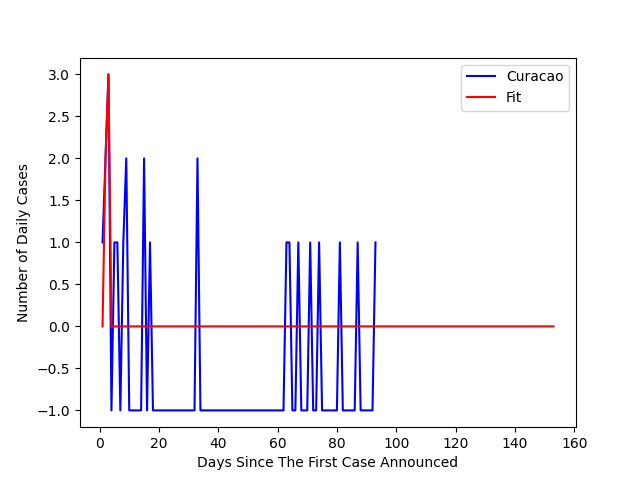 Curacao
Fit
3.0
2.5
2.0
1.5
1.0
0.5
0.0
−0.5
−1.0
Number of Daily Cases
0 20 40 60 80 100 120 140 160
Days Since The First Case Announced